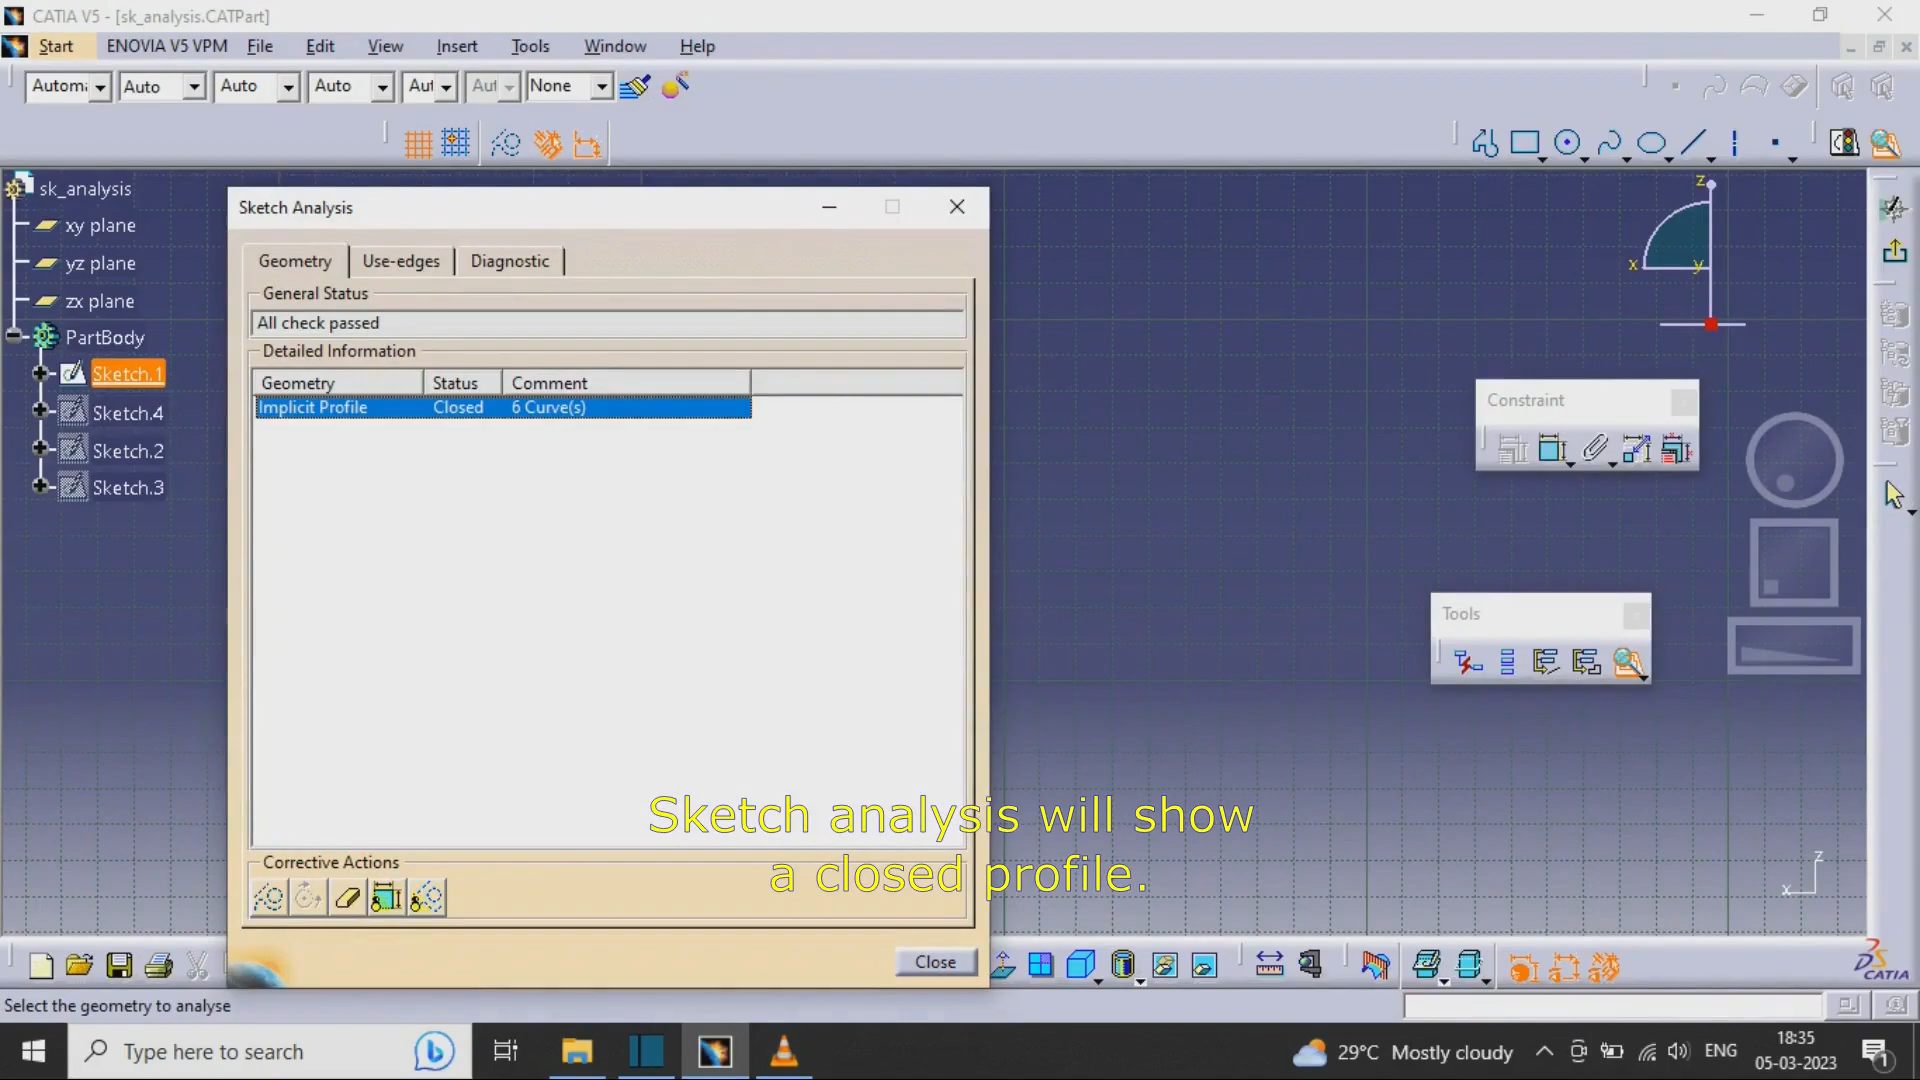 CATIA V5 - [sk_analysis.CATPart]
Start ENOVIA V5 VPM File Edit View Insert Tools Window Help
Automa Auto Auto Auto Aut Aut None
sk_analysis
xy plane
yz plane
zx plane
PartBody
Sketch.1
Sketch.4
Sketch.2
Sketch.3
Sketch Analysis
Geometry Use-edges Diagnostic
General Status
All check passed
Detailed Information
Geometry Status Comment
Implicit Profile Closed 6 Curve(s)
Corrective Actions
Close
z
x
y
Constraint
Tools
Sketch analysis will show
a closed profile.
z
x
CATIA
Select the geometry to analyse
Type here to search
29°C Mostly cloudy
ENG
18:35
05-03-2023
1